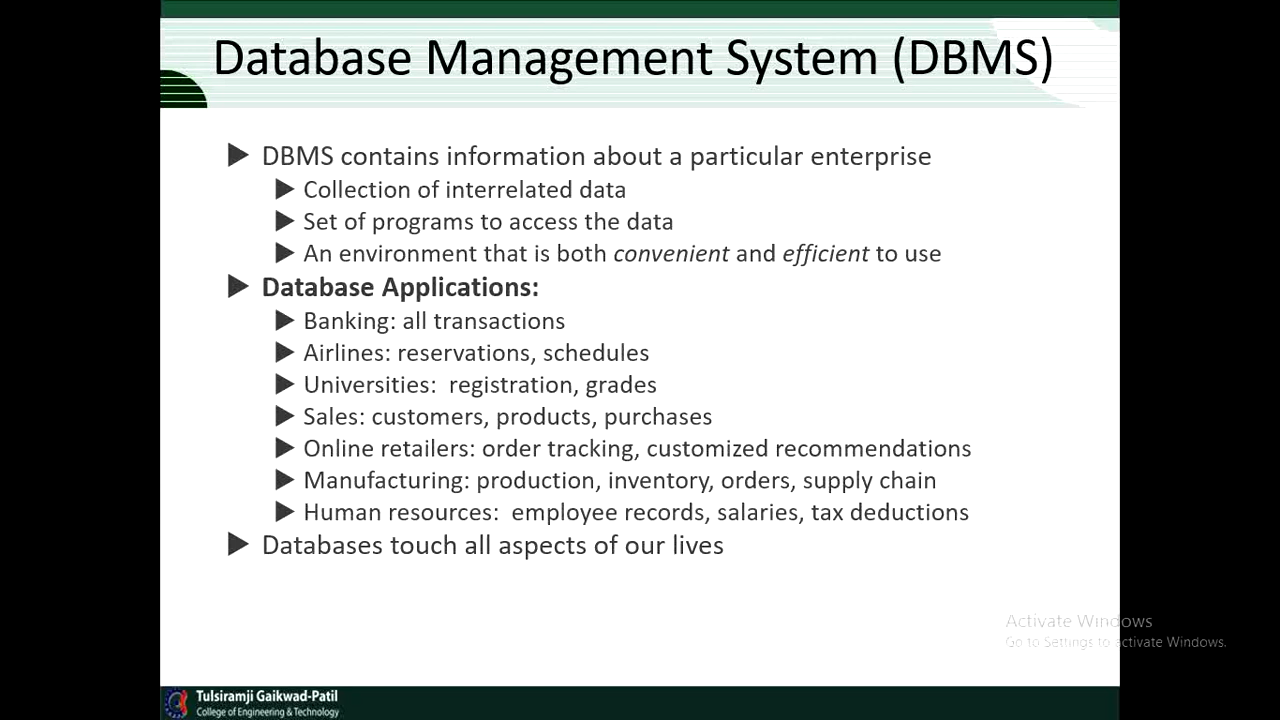 Database Management System (DBMS)
▶ DBMS contains information about a particular enterprise
▶ Collection of interrelated data
▶ Set of programs to access the data
▶ An environment that is both convenient and efficient to use
▶ Database Applications:
▶ Banking: all transactions
▶ Airlines: reservations, schedules
▶ Universities:  registration, grades
▶ Sales: customers, products, purchases
▶ Online retailers: order tracking, customized recommendations
▶ Manufacturing: production, inventory, orders, supply chain
▶ Human resources:  employee records, salaries, tax deductions
▶ Databases touch all aspects of our lives
Activate Windows
Go to Settings to activate Windows.
Tulsiramji Gaikwad-Patil
College of Engineering & Technology